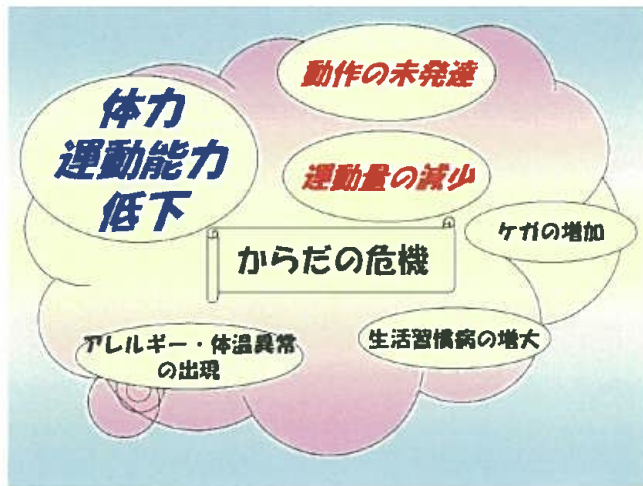 動作の未発達
体力
運動能力
低下
運動量の減少
ケガの増加
からだの危機
アレルギー・体温異常
の出現
生活習慣病の増大